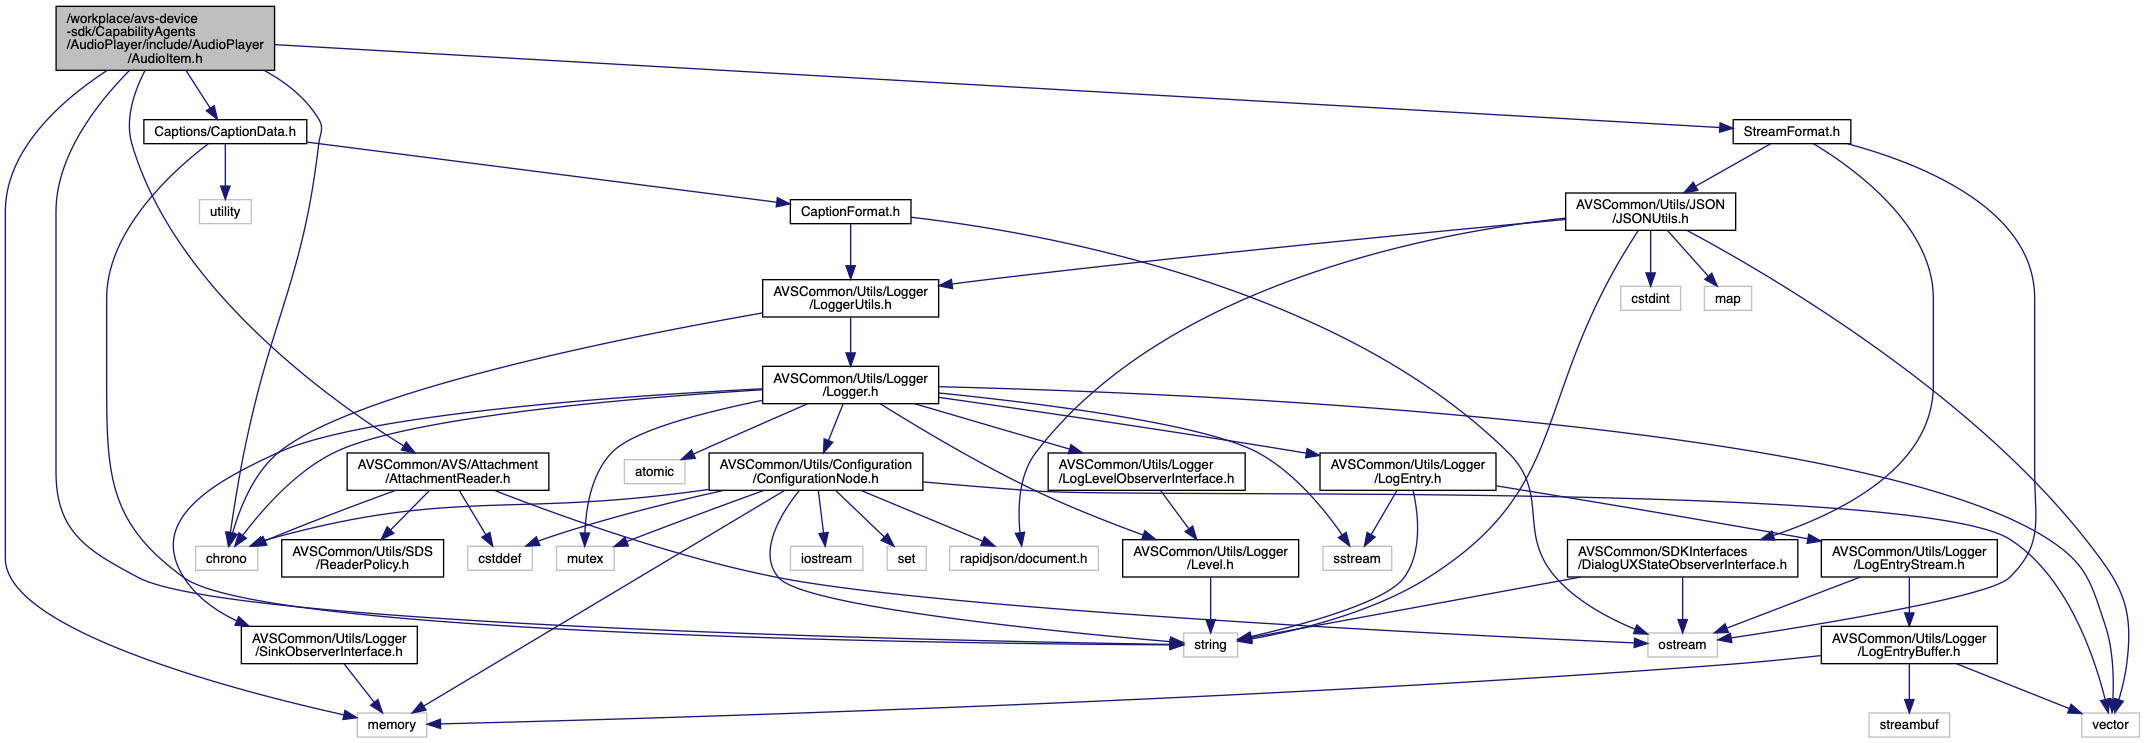 /workplace/avs-device
-sdk/CapabilityAgents
/AudioPlayer/include/AudioPlayer
/AudioItem.h
Captions/CaptionData.h
StreamFormat.h
utility
CaptionFormat.h
AVSCommon/Utils/JSON
/JSONUtils.h
AVSCommon/Utils/Logger
/LoggerUtils.h
cstdint
map
AVSCommon/Utils/Logger
/Logger.h
AVSCommon/AVS/Attachment
/AttachmentReader.h
atomic
AVSCommon/Utils/Configuration
/ConfigurationNode.h
AVSCommon/Utils/Logger
/LogLevelObserverInterface.h
AVSCommon/Utils/Logger
/LogEntry.h
chrono
AVSCommon/Utils/SDS
/ReaderPolicy.h
cstddef
mutex
iostream
set
rapidjson/document.h
AVSCommon/Utils/Logger
/Level.h
sstream
AVSCommon/SDKInterfaces
/DialogUXStateObserverInterface.h
AVSCommon/Utils/Logger
/LogEntryStream.h
AVSCommon/Utils/Logger
/SinkObserverInterface.h
string
ostream
AVSCommon/Utils/Logger
/LogEntryBuffer.h
memory
streambuf
vector